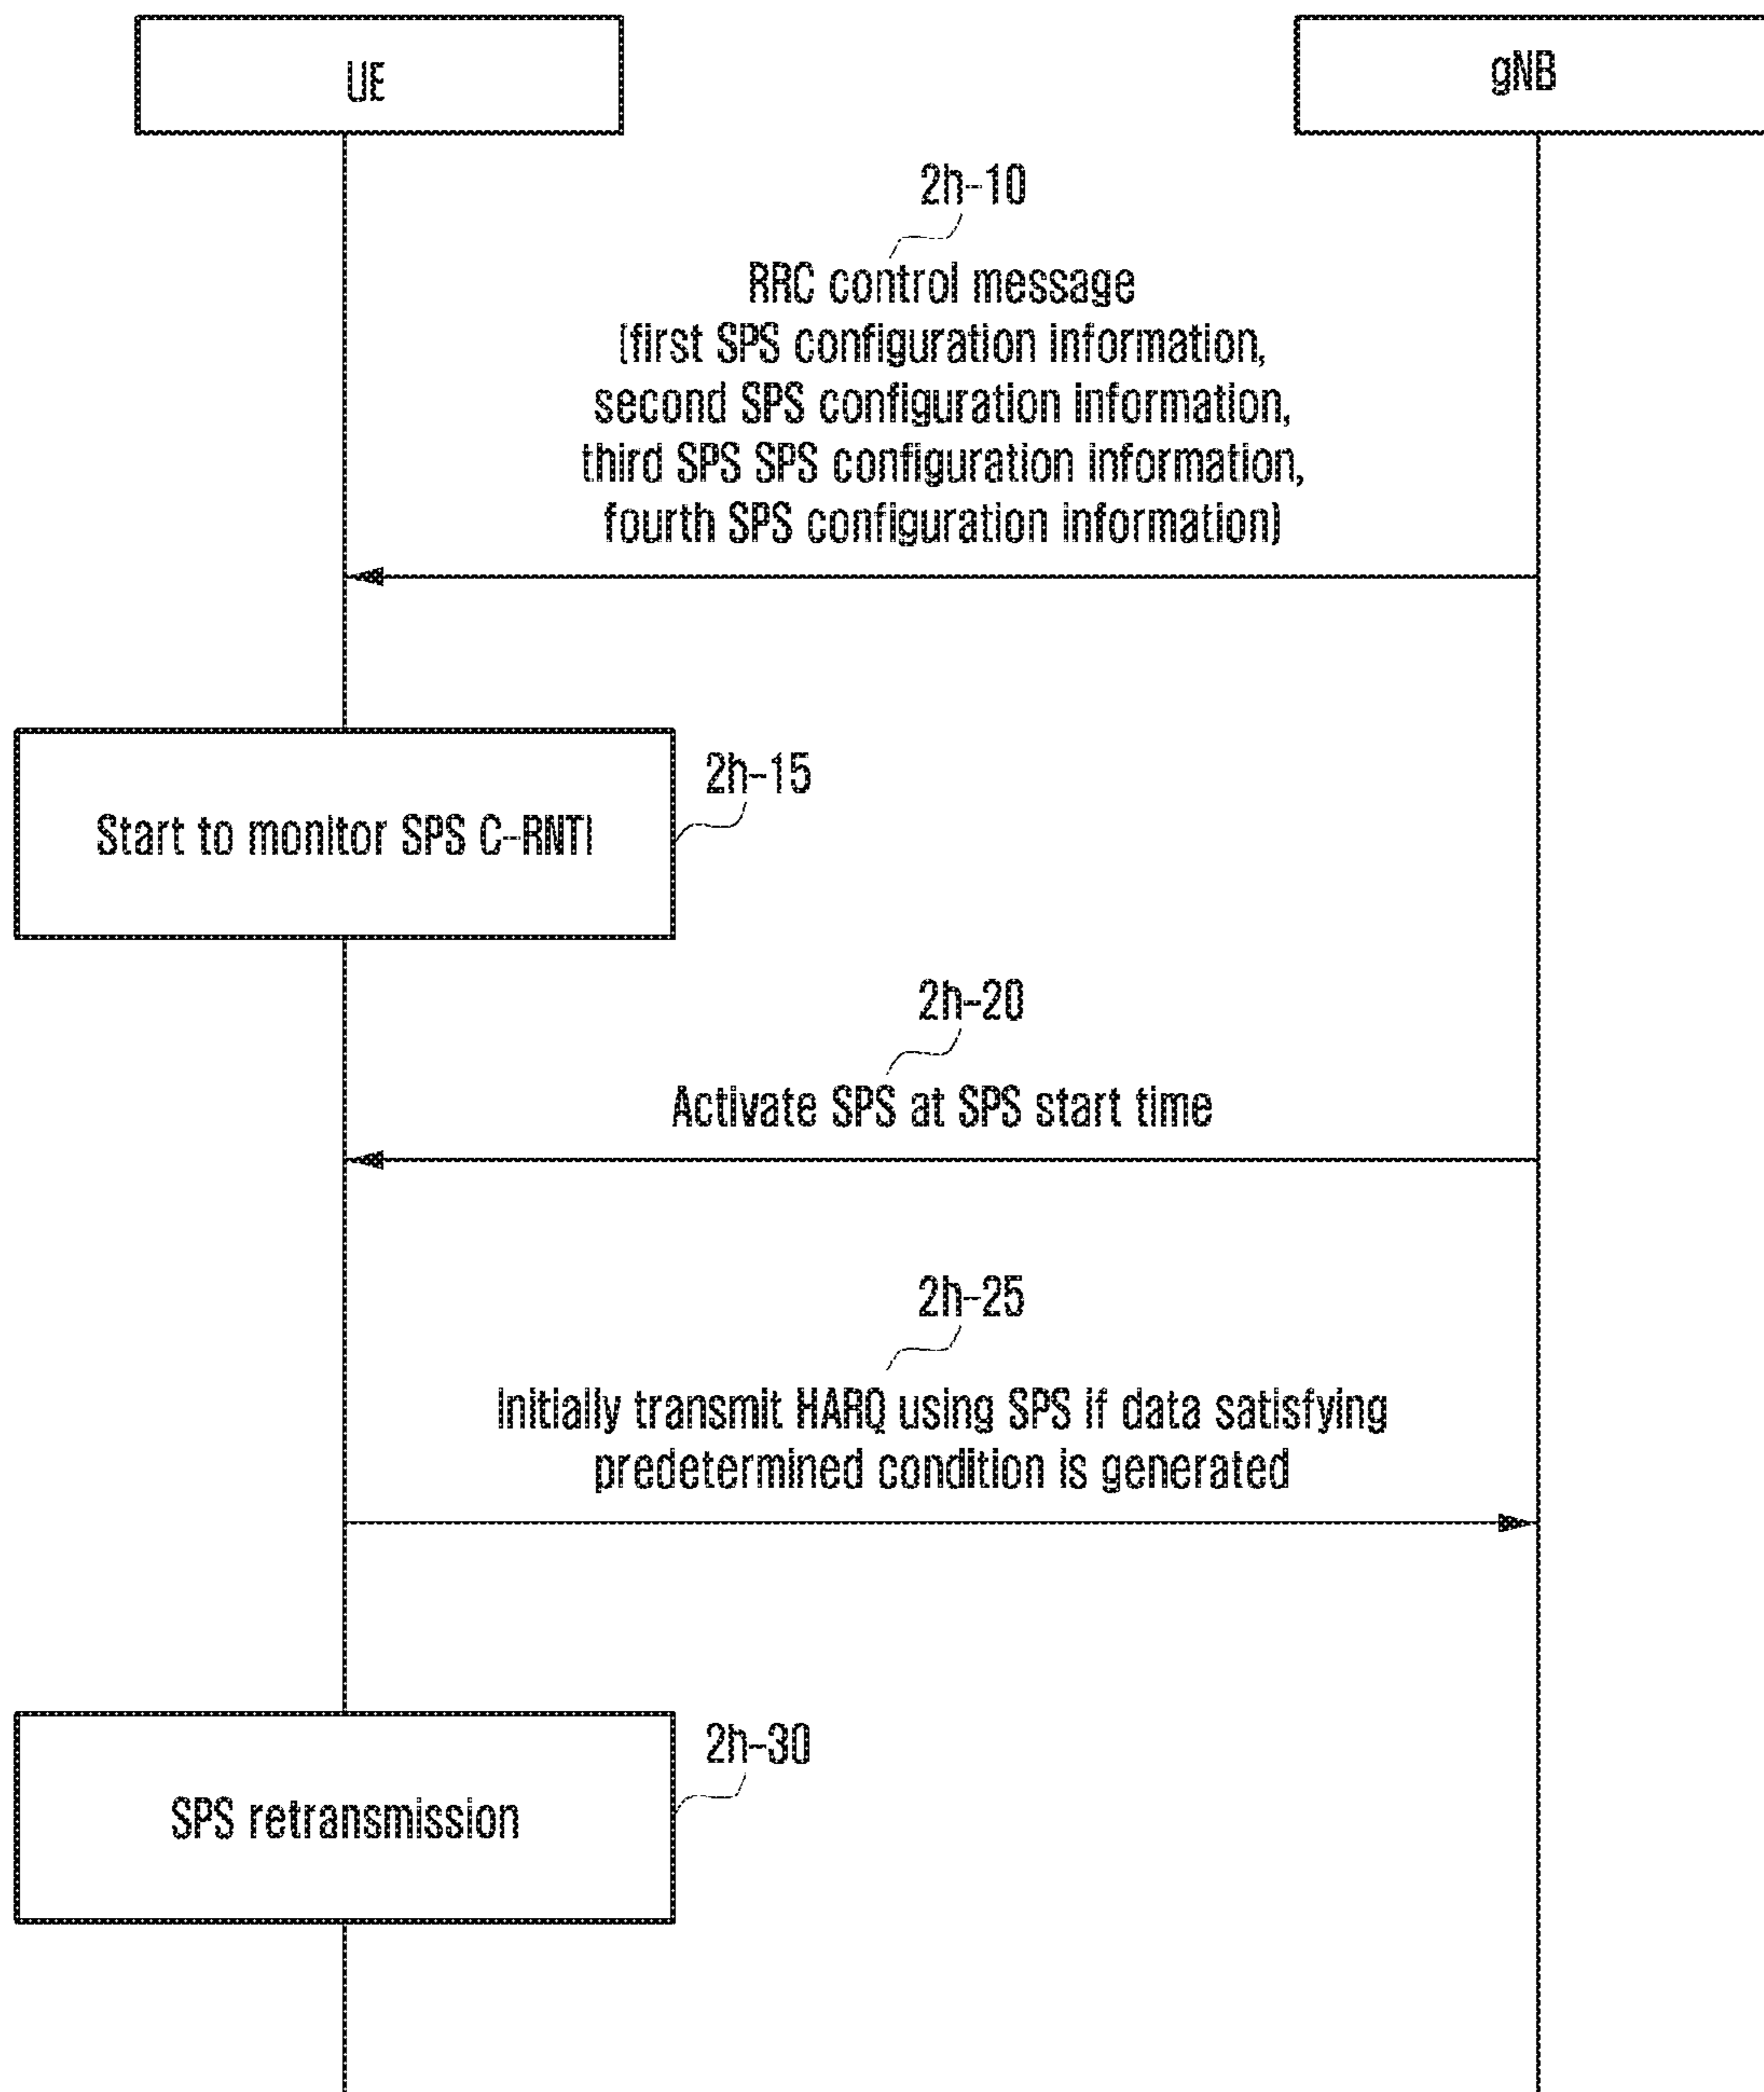 UE
gNB
2h-10
RRC control message
(first SPS configuration information,
second SPS configuration information,
third SPS SPS configuration information,
fourth SPS configuration information)
2h-15
Start to monitor SPS C-RNTI
2h-20
Activate SPS at SPS start time
2h-25
Initially transmit HARQ using SPS if data satisfying
predetermined condition is generated
2h-30
SPS retransmission